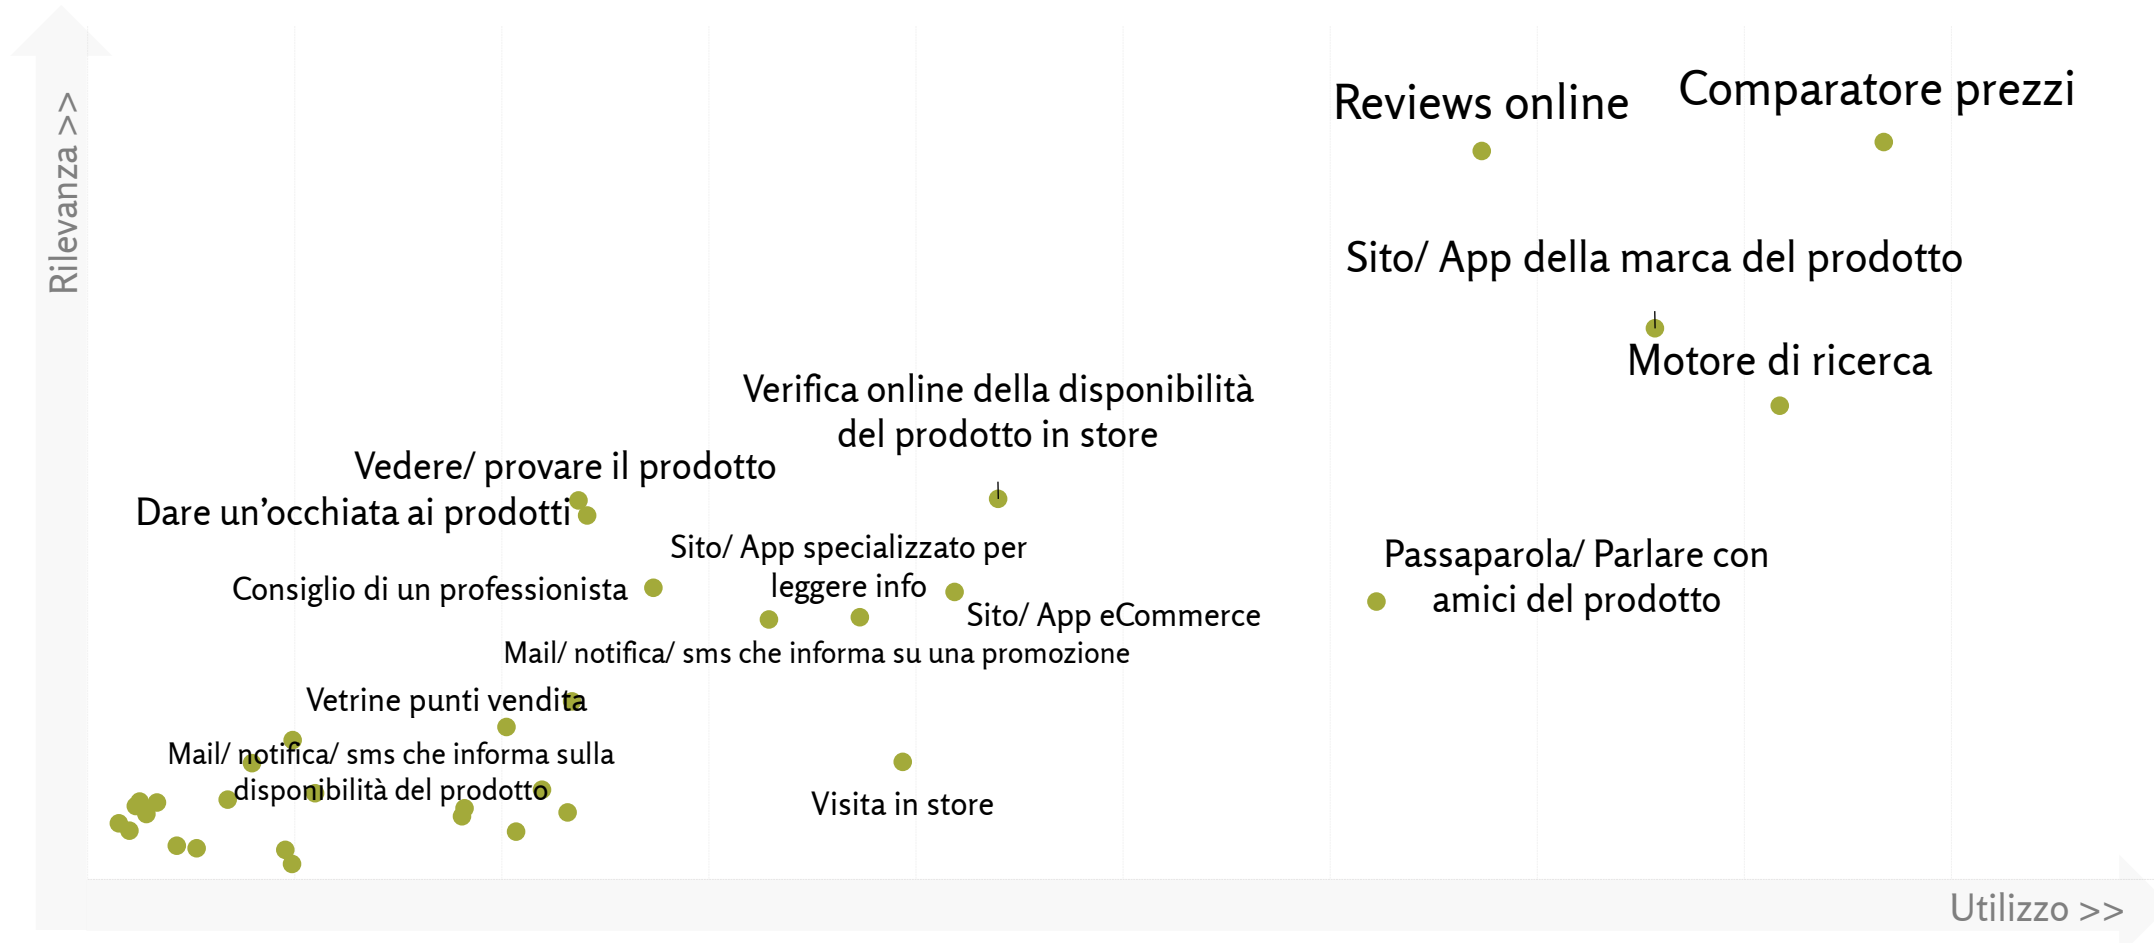 Rilevanza >>
Reviews online
Comparatore prezzi
Sito/ App della marca del prodotto
Motore di ricerca
Verifica online della disponibilità
del prodotto in store
Vedere/ provare il prodotto
Dare un’occhiata ai prodotti
Sito/ App specializzato per
leggere info
Passaparola/ Parlare con
amici del prodotto
Consiglio di un professionista
Sito/ App eCommerce
Mail/ notifica/ sms che informa su una promozione
Vetrine punti vendita
Mail/ notifica/ sms che informa sulla
disponibilità del prodotto
Visita in store
Utilizzo >>